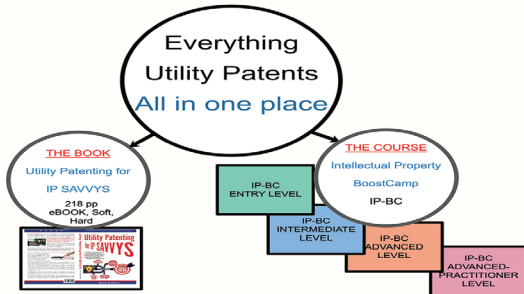 Everything
Utility Patents
All in one place
THE BOOK
Utility Patenting for
IP SAVVYS
218 pp
eBOOK, Soft,
Hard
Utility Patenting
for IP SAVVYS
THE COURSE
Intellectual Property
BoostCamp
IP-BC
IP-BC
ENTRY LEVEL
IP-BC
INTERMEDIATE
LEVEL
IP-BC
ADVANCED
LEVEL
IP-BC
ADVANCED-
PRACTITIONER
LEVEL